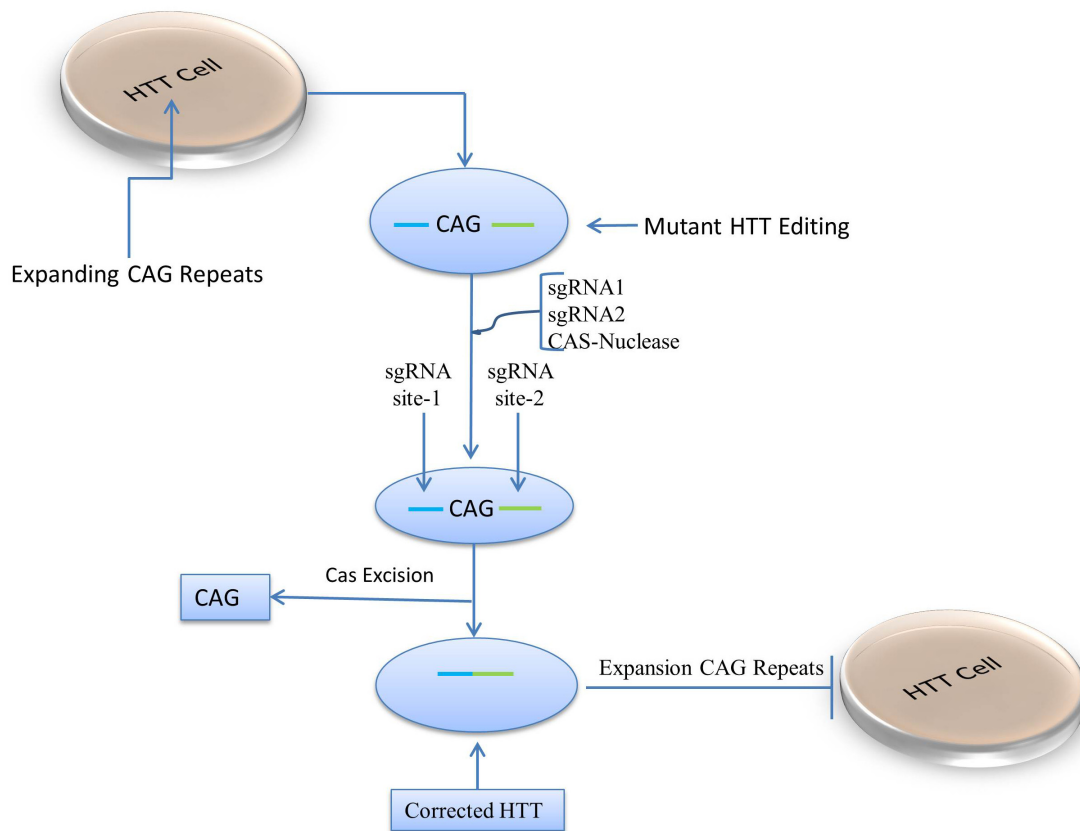 HTT Cell
CAG
Mutant HTT Editing
Expanding CAG Repeats
sgRNA1
sgRNA2
CAS-Nuclease
sgRNA
site-1
sgRNA
site-2
CAG
Cas Excision
CAG
Expansion CAG Repeats
HTT Cell
Corrected HTT